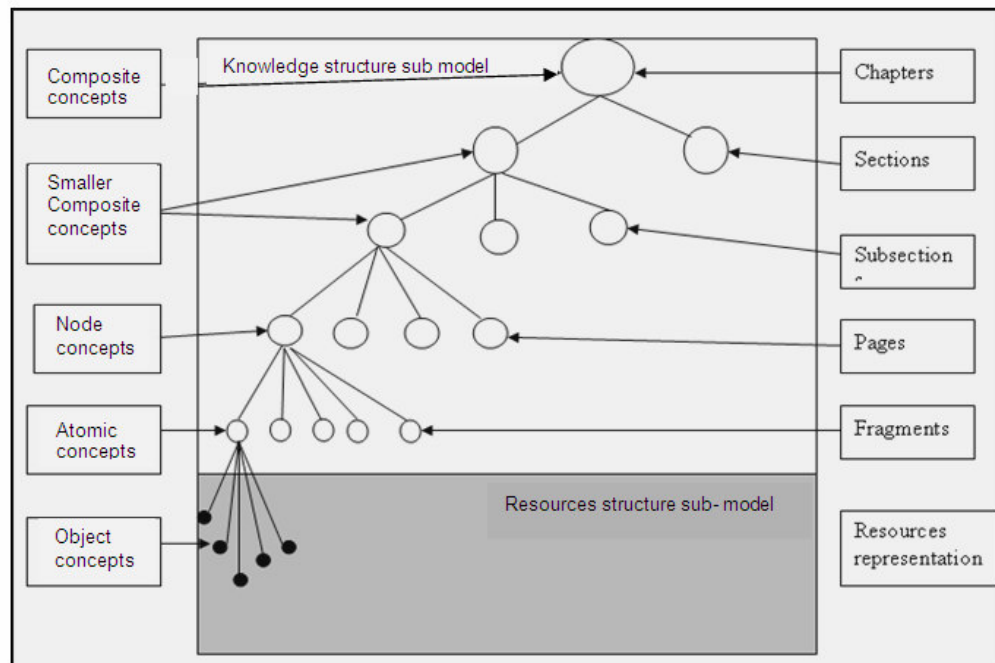 Knowledge structure sub model
Composite
concepts
Chapters
Smaller
Composite
concepts
Sections
Subsection
Node
concepts
Pages
Atomic
concepts
Fragments
Resources structure sub- model
Object
concepts
Resources
representation